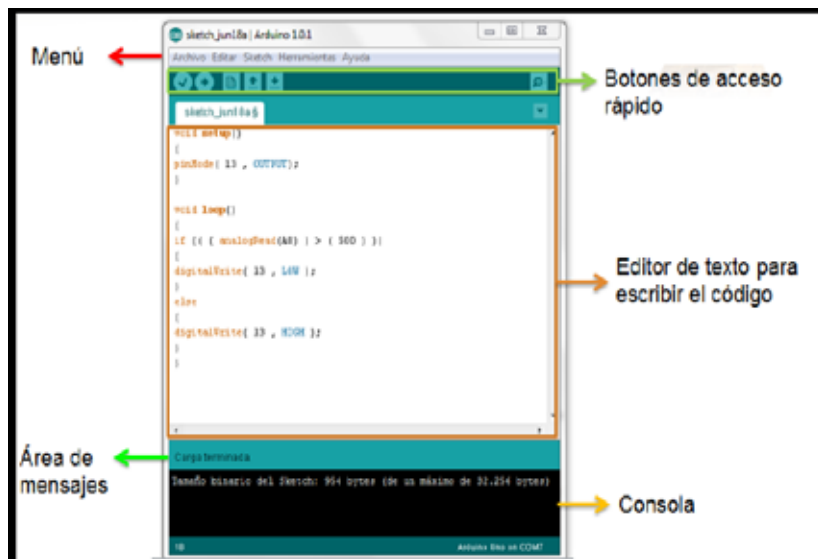 sketch_jun18a | Arduino 1.0.1
Menú
Archivo Editar Sketch Herramientas Ayuda
Botones de acceso
rápido
sketch_jun18a §
void setup()
{
pinMode( 13 , OUTPUT);
}
void loop()
{
if (( ( analogRead(A0) ) > ( 500 ) ))
{
digitalWrite( 13 , LOW );
}
else
{
digitalWrite( 13 , HIGH );
}
}
Editor de texto para
escribir el código
Área de
mensajes
Carga terminada.
Tamaño binario del Sketch: 964 bytes (de un máximo de 32.254 bytes)
Consola
18
Arduino Uno on COM7